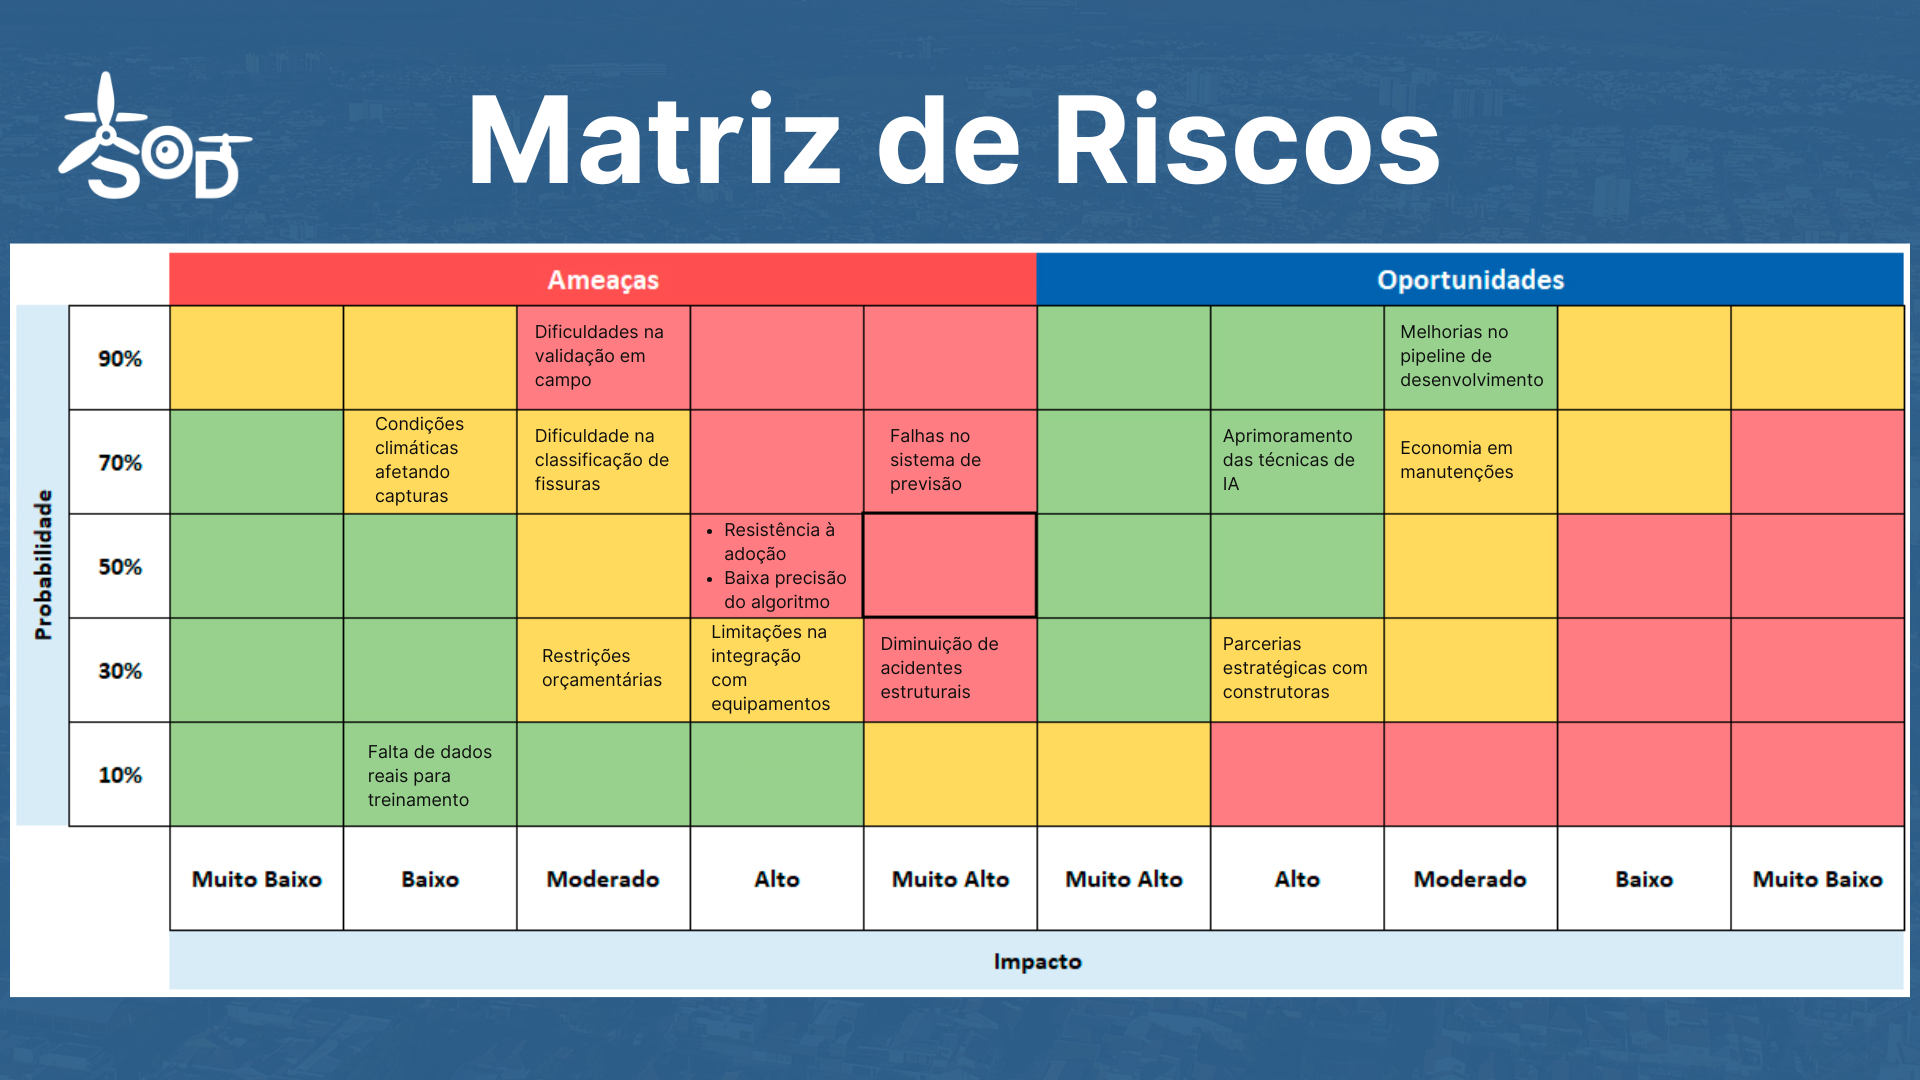 SOD
Matriz de Riscos
Ameaças
Oportunidades
Probabilidade
90%
Dificuldades na
validação em
campo
Melhorias no
pipeline de
desenvolvimento
70%
Condições
climáticas
afetando
capturas
Dificuldade na
classificação de
fissuras
Falhas no
sistema de
previsão
Aprimoramento
das técnicas de
IA
Economia em
manutenções
50%
• Resistência à
adoção
• Baixa precisão
do algoritmo
30%
Restrições
orçamentárias
Limitações na
integração
com
equipamentos
Diminuição de
acidentes
estruturais
Parcerias
estratégicas com
construtoras
10%
Falta de dados
reais para
treinamento
Muito Baixo
Baixo
Moderado
Alto
Muito Alto
Muito Alto
Alto
Moderado
Baixo
Muito Baixo
Impacto